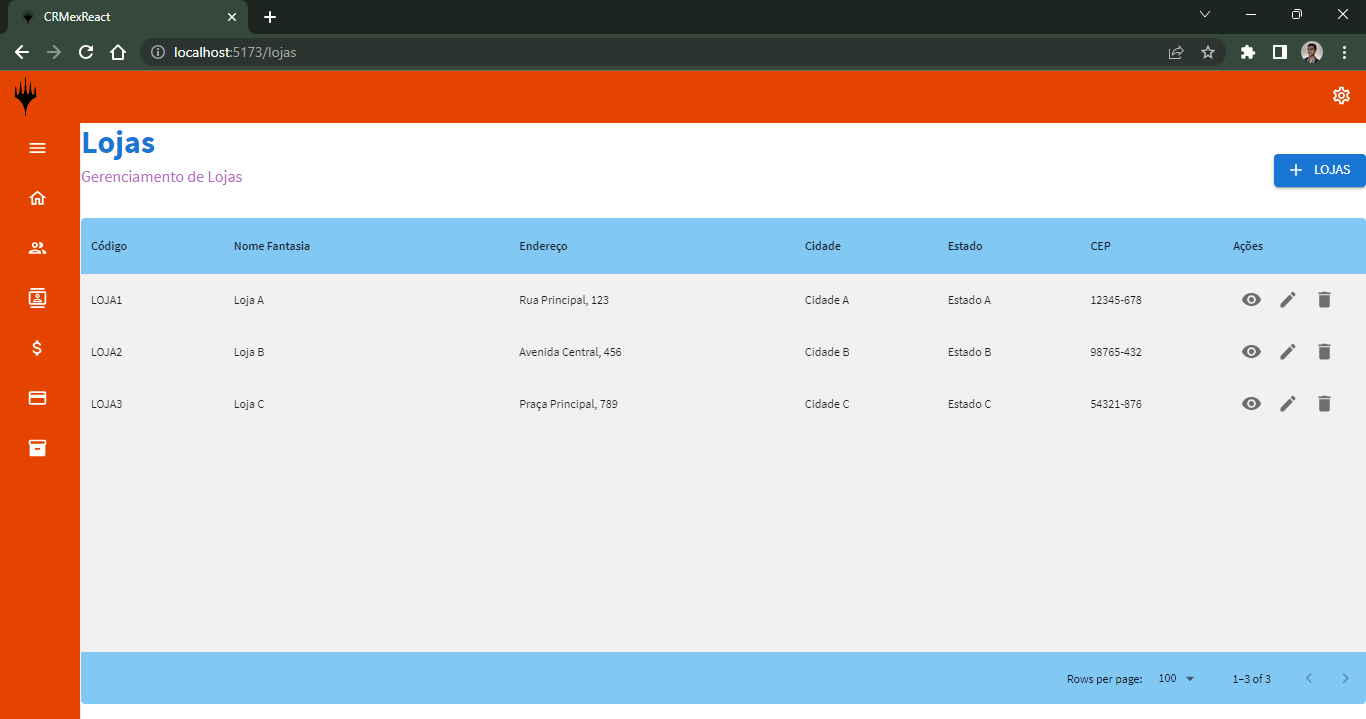 CRMexReact
localhost:5173/lojas
Lojas
Gerenciamento de Lojas
LOJAS
Código Nome Fantasia Endereço Cidade Estado CEP Ações
LOJA1 Loja A Rua Principal, 123 Cidade A Estado A 12345-678
LOJA2 Loja B Avenida Central, 456 Cidade B Estado B 98765-432
LOJA3 Loja C Praça Principal, 789 Cidade C Estado C 54321-876
Rows per page: 100 1–3 of 3